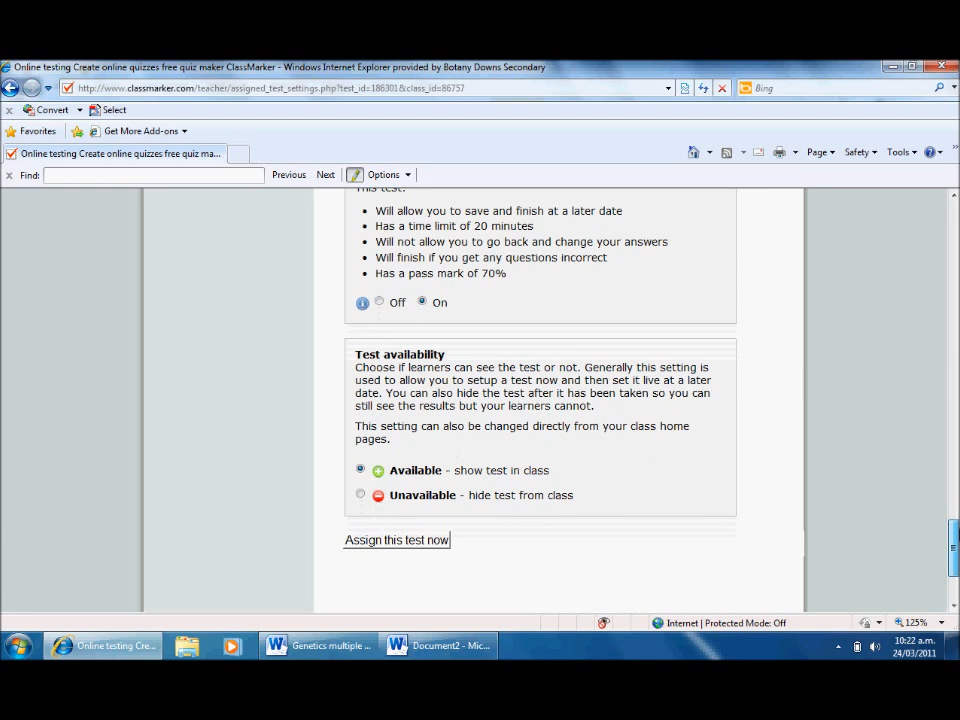 Online testing Create online quizzes free quiz maker ClassMarker - Windows Internet Explorer provided by Botany Downs Secondary
http://www.classmarker.com/teacher/assigned_test_settings.php?test_id=186301&class_id=86757
Bing
x Convert Select
Favorites Get More Add-ons
Online testing Create online quizzes free quiz ma...
Page Safety Tools
x Find: Previous Next Options
This test:
• Will allow you to save and finish at a later date
• Has a time limit of 20 minutes
• Will not allow you to go back and change your answers
• Will finish if you get any questions incorrect
• Has a pass mark of 70%
Off On
Test availability
Choose if learners can see the test or not. Generally this setting is
used to allow you to setup a test now and then set it live at a later
date. You can also hide the test after it has been taken so you can
still see the results but your learners cannot.
This setting can also be changed directly from your class home
pages.
Available - show test in class
Unavailable - hide test from class
Assign this test now
Internet | Protected Mode: Off
125%
Online testing Cre...
Genetics multiple ...
Document2 - Mic...
10:22 a.m.
24/03/2011